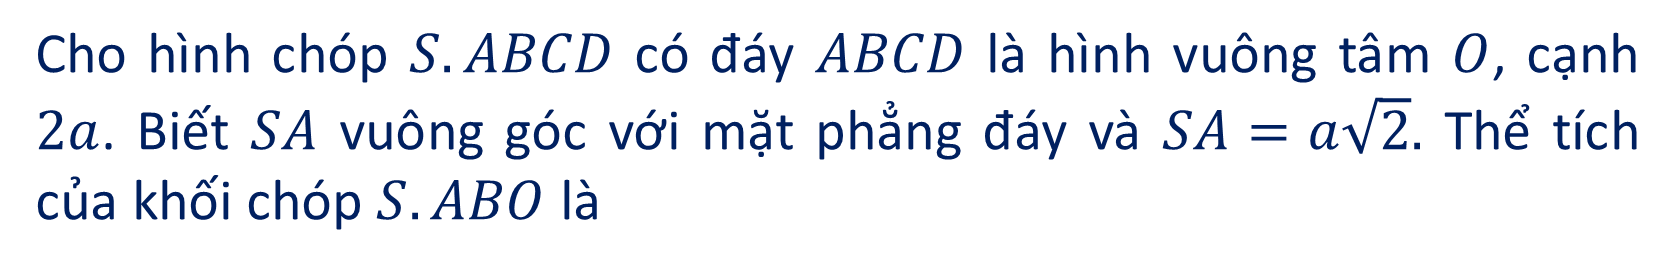 Cho hình chóp S.ABCD có đáy ABCD là hình vuông tâm O, cạnh
2a. Biết SA vuông góc với mặt phẳng đáy và SA = a√2. Thể tích
của khối chóp S.ABO là